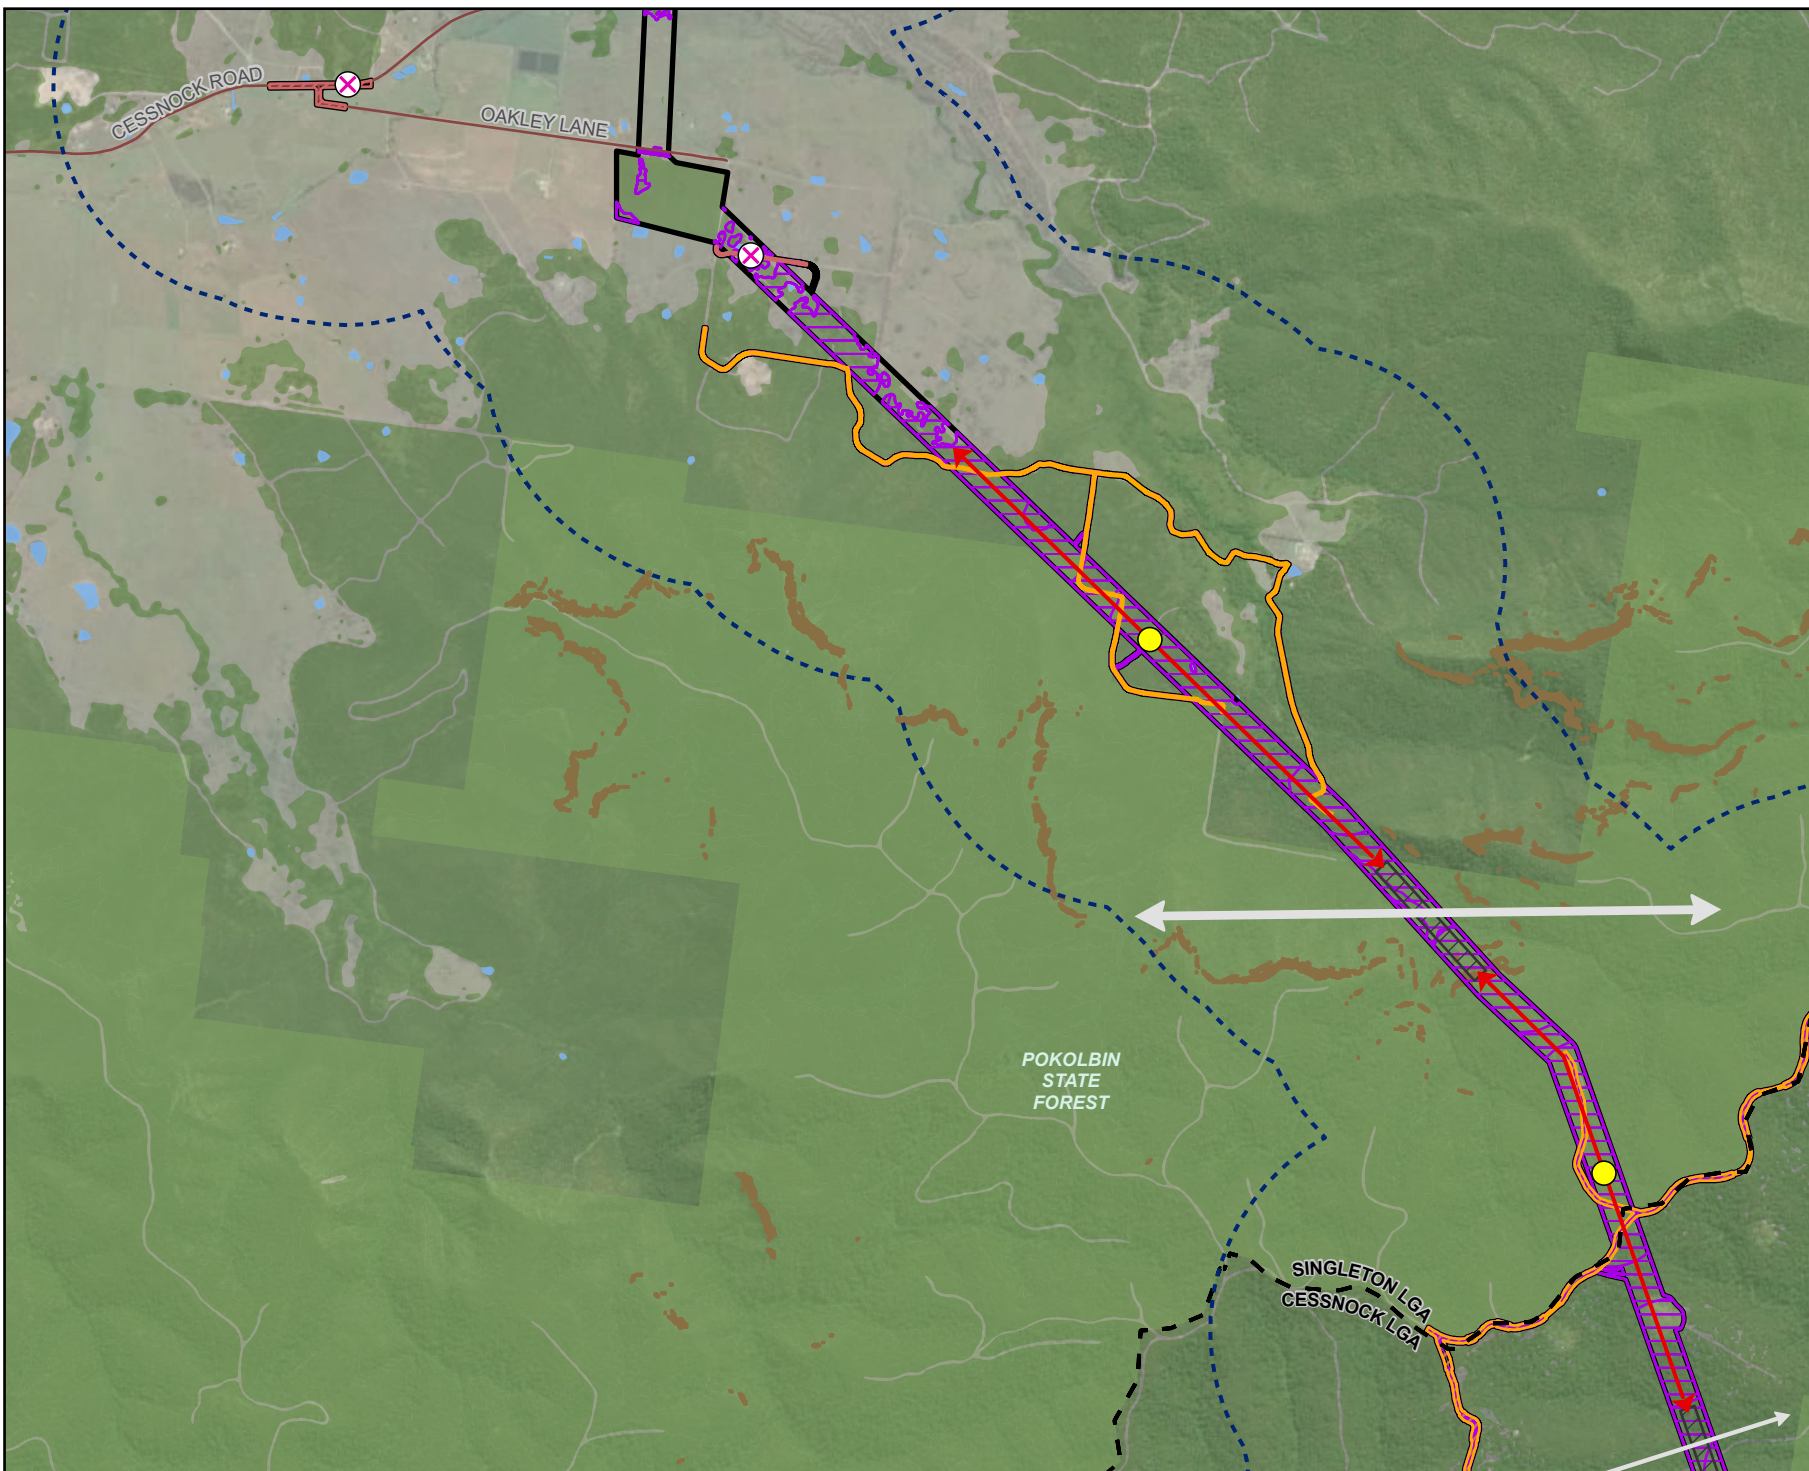 CESSNOCK ROAD
OAKLEY LANE
POKOLBIN
STATE
FOREST
SINGLETON LGA
CESSNOCK LGA